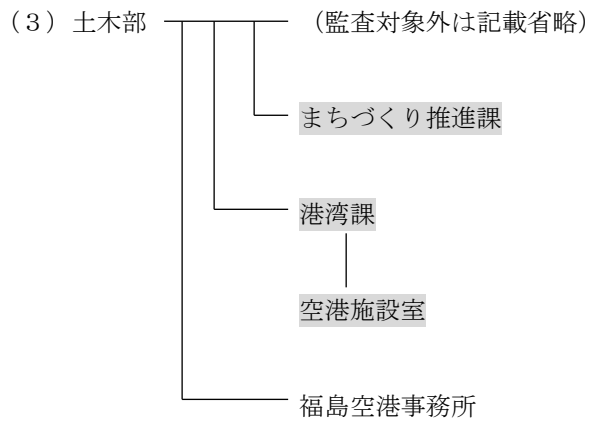 (3)土木部 (監査対象外は記載省略)
まちづくり推進課
港湾課
空港施設室
福島空港事務所